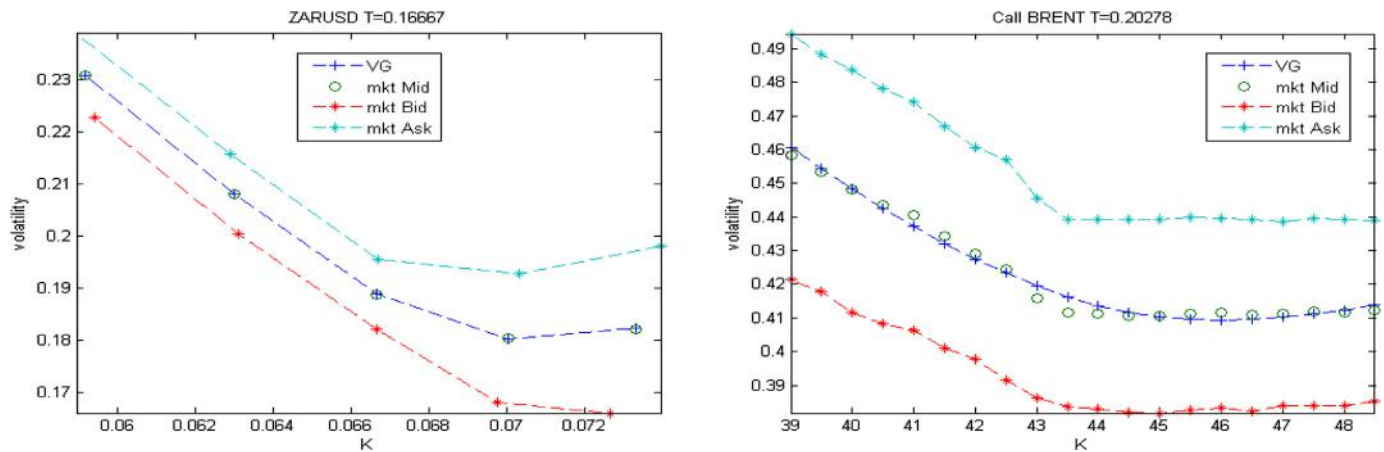 ZARUSD T=0.16667
VG
mkt Mid
mkt Bid
mkt Ask
volatility
0.23
0.22
0.21
0.2
0.19
0.18
0.17
0.06 0.062 0.064 0.066 0.068 0.07 0.072
K
Call BRENT T=0.20278
VG
mkt Mid
mkt Bid
mkt Ask
volatility
0.49
0.48
0.47
0.46
0.45
0.44
0.43
0.42
0.41
0.4
0.39
39 40 41 42 43 44 45 46 47 48
K